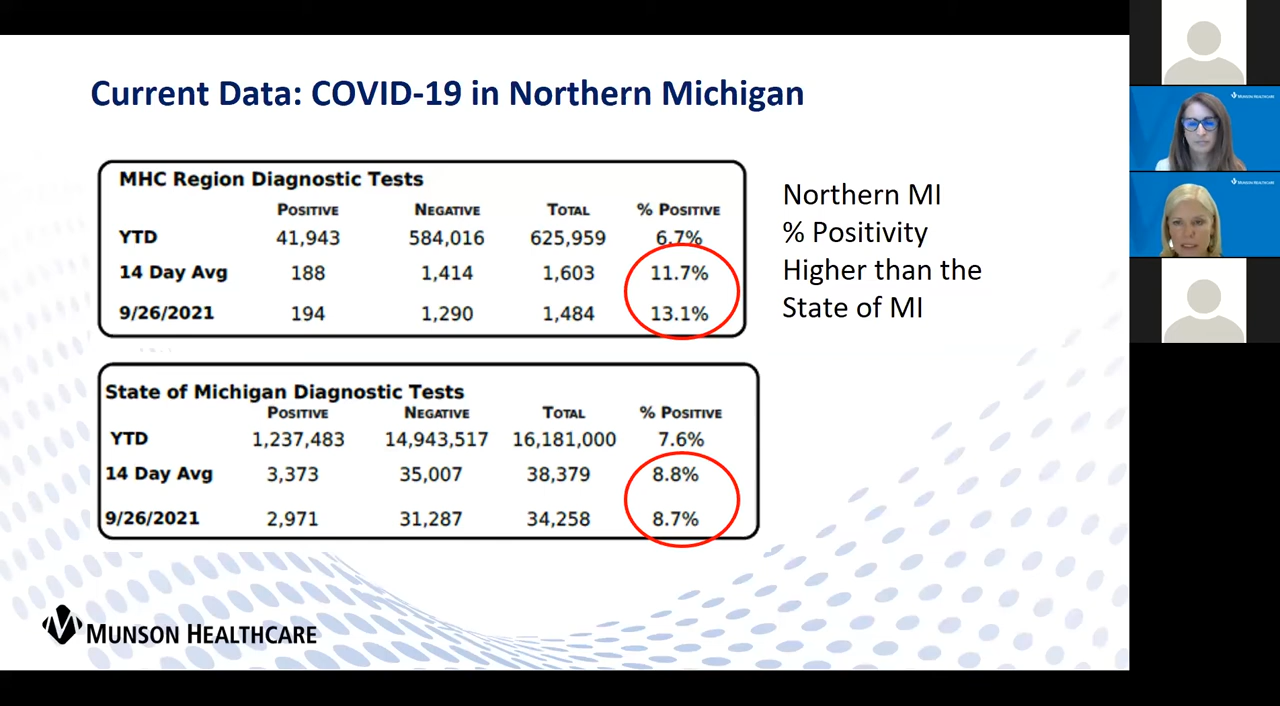 Current Data: COVID-19 in Northern Michigan
MHC Region Diagnostic Tests
POSITIVE NEGATIVE TOTAL % POSITIVE
YTD 41,943 584,016 625,959 6.7%
14 Day Avg 188 1,414 1,603 11.7%
9/26/2021 194 1,290 1,484 13.1%
Northern MI
% Positivity
Higher than the
State of MI
State of Michigan Diagnostic Tests
POSITIVE NEGATIVE TOTAL % POSITIVE
YTD 1,237,483 14,943,517 16,181,000 7.6%
14 Day Avg 3,373 35,007 38,379 8.8%
9/26/2021 2,971 31,287 34,258 8.7%
MUNSON HEALTHCARE
MUNSON HEALTHCARE
MUNSON HEALTHCARE